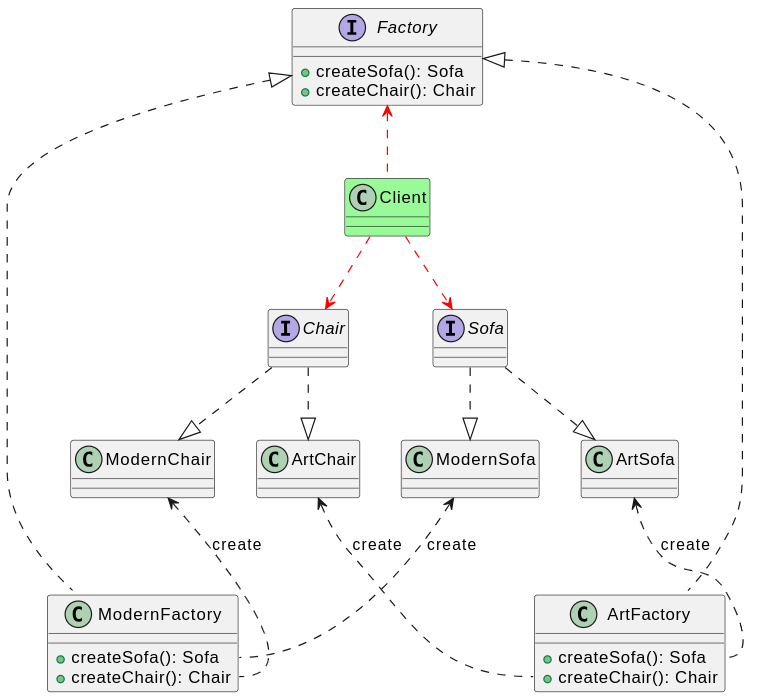 I Factory
createSofa(): Sofa
createChair(): Chair
C Client
I Chair
I Sofa
C ModernChair
C ArtChair
C ModernSofa
C ArtSofa
create
create
create
create
C ModernFactory
createSofa(): Sofa
createChair(): Chair
C ArtFactory
createSofa(): Sofa
createChair(): Chair